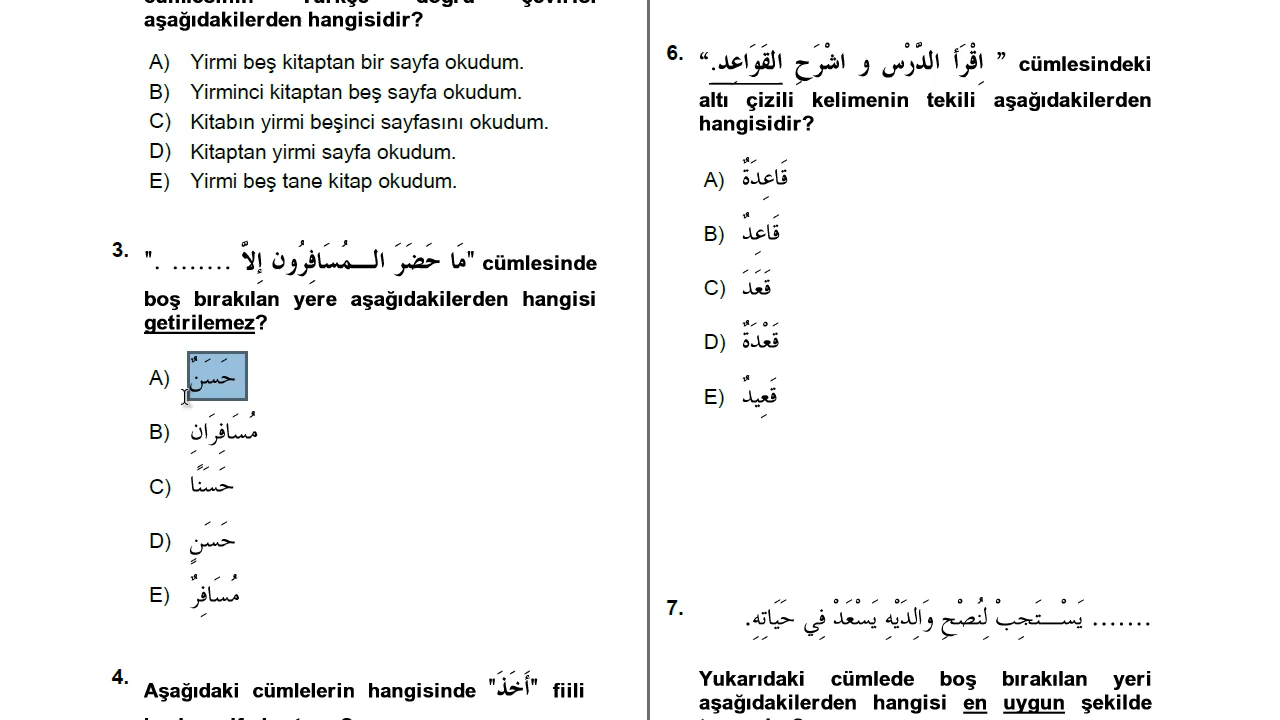 aşağıdakilerden hangisidir?
A) Yirmi beş kitaptan bir sayfa okudum.
B) Yirminci kitaptan beş sayfa okudum.
C) Kitabın yirmi beşinci sayfasını okudum.
D) Kitaptan yirmi sayfa okudum.
E) Yirmi beş tane kitap okudum.
3. "مَا حَضَرَ الـــمُسَافِرُون إِلاَّ ....... ." cümlesinde
boş bırakılan yere aşağıdakilerden hangisi
getirilemez?
A) حَسَنٌ
B) مُسَافِرَانِ
C) حَسَنًا
D) حَسَنٍ
E) مُسَافِرٌ
4. Aşağıdaki cümlelerin hangisinde "أَخَذَ" fiili
6. “ اِقْرَأ الدَّرْس و اشْرَحِ القَوَاعِد.” cümlesindeki
altı çizili kelimenin tekili aşağıdakilerden
hangisidir?
A) قَاعِدَةٌ
B) قَاعِدٌ
C) قَعَدَ
D) قَعْدَةٌ
E) قَعِيدٌ
7. ....... يَسْـــتَجِبْ لِنُصْحِ وَالِدَيْهِ يَسْعَدْ فِي حَيَاتِهِ.
Yukarıdaki cümlede boş bırakılan yeri
aşağıdakilerden hangisi en uygun şekilde